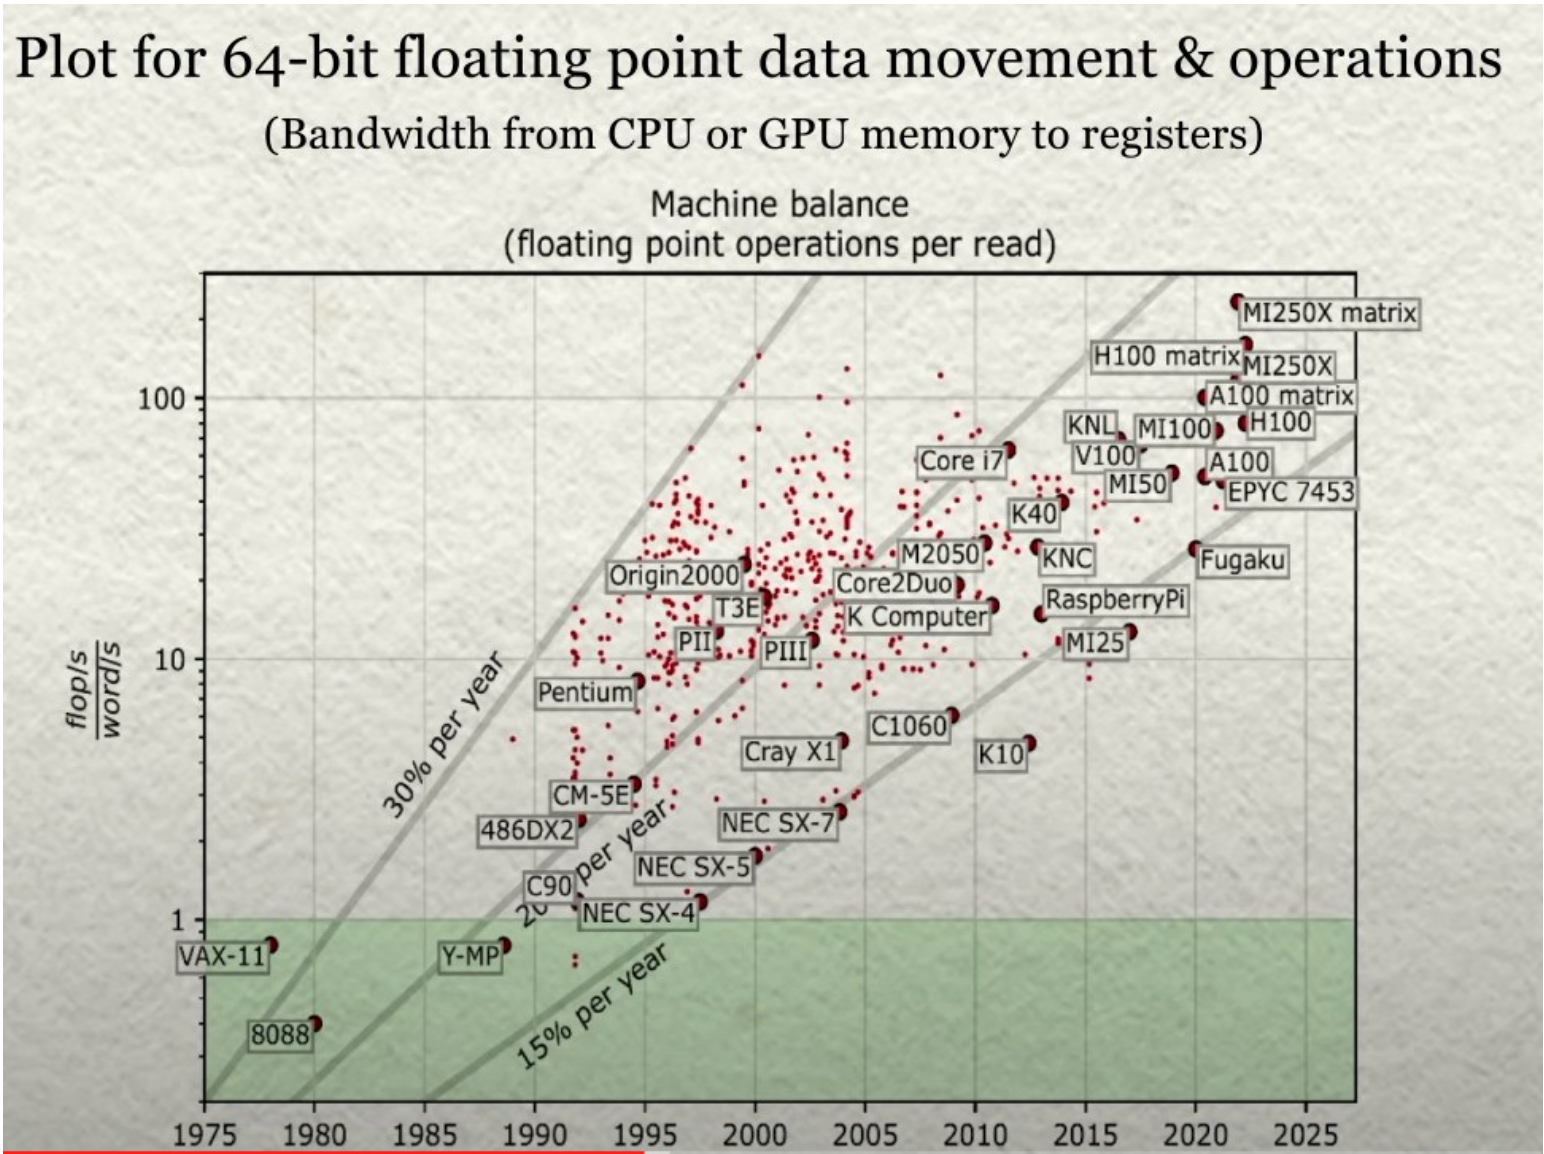 Plot for 64-bit floating point data movement & operations
(Bandwidth from CPU or GPU memory to registers)
Machine balance
(floating point operations per read)
MI250X matrix
H100 matrix
MI250X
100
A100 matrix
KNL
MI100
H100
Core i7
V100
A100
MI50
EPYC 7453
K40
M2050
KNC
Fugaku
Origin2000
Core2Duo
T3E
K Computer
RaspberryPi
PII
PIII
MI25
10
flop/s
word/s
30% per year
Pentium
C1060
Cray X1
K10
CM-5E
486DX2
20% per year
NEC SX-7
NEC SX-5
C90
NEC SX-4
1
VAX-11
Y-MP
15% per year
8088
1975 1980 1985 1990 1995 2000 2005 2010 2015 2020 2025